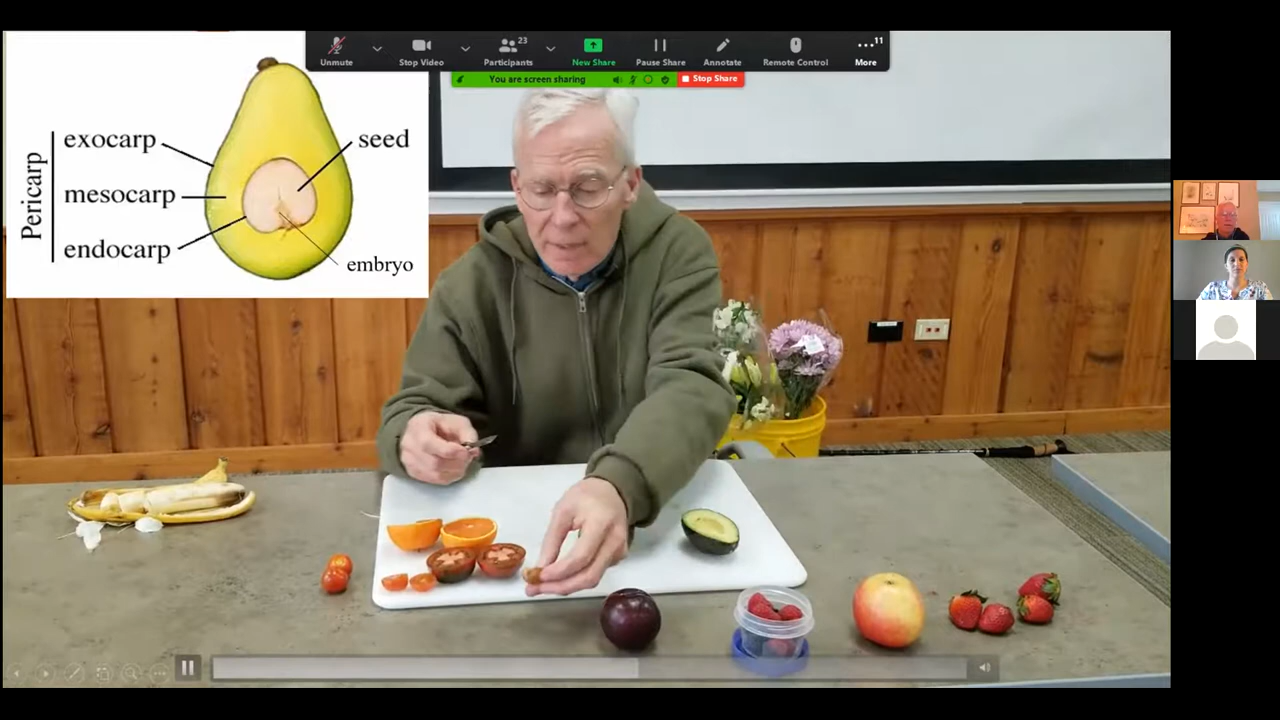 23
11
Unmute
Stop Video
Participants
New Share
Pause Share
Annotate
Remote Control
More
You are screen sharing
Stop Share
Pericarp
exocarp
seed
mesocarp
endocarp
embryo